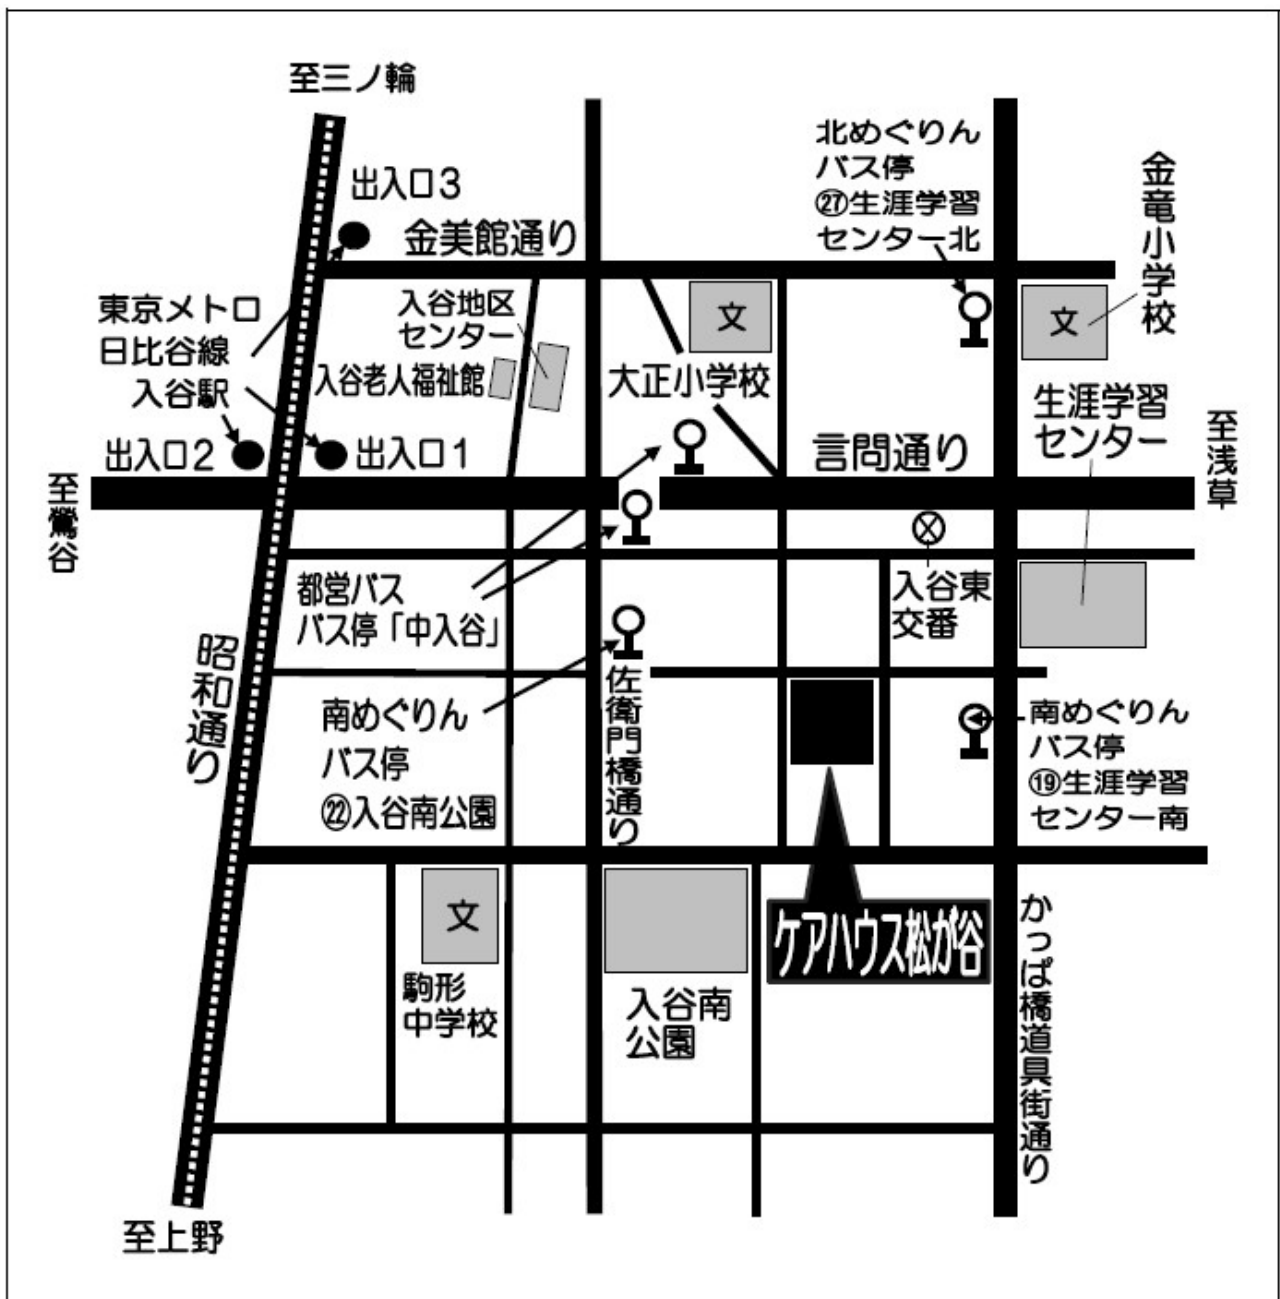 至三ノ輪
出入口3
金美館通り
北めぐりん
バス停
㉗生涯学習
センター北
金竜小学校
東京メトロ
日比谷線
入谷駅
入谷地区
センター
入谷老人福祉館
文
大正小学校
文
生涯学習
センター
出入口2
出入口1
言問通り
至浅草
至鶯谷
都営バス
バス停「中入谷」
入谷東
交番
昭和通り
南めぐりん
バス停
㉒入谷南公園
佐衛門橋通り
南めぐりん
バス停
⑲生涯学習
センター南
文
駒形
中学校
入谷南
公園
ケアハウス松が谷
かっぱ橋道具街通り
至上野